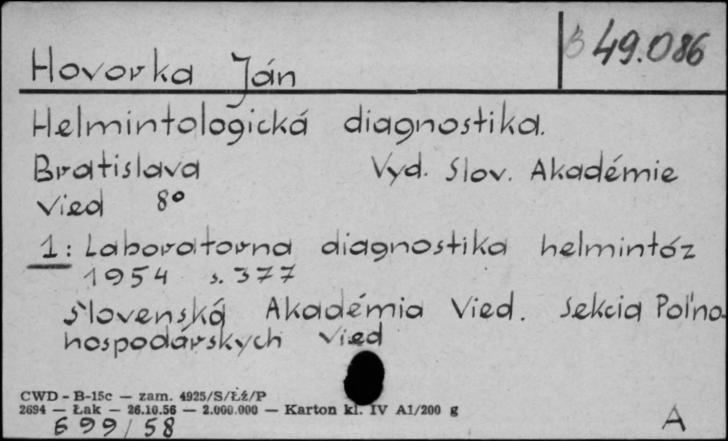 B 49.086
Hovorka Ján
Helmintologická diagnostika.
Bratislava Vyd. Slov. Akadémie
Vied 8°
1: Laboratorna diagnostika helmintóz
1954 s. 377
Slovenská Akadémia Vied. Sekcia Poľno-
hospodárskych Vied
CWD - B-15c — zam. 4925/S/Łż/P
2694 — Łak — 26.10.56 — 2.000.000 — Karton kl. IV A1/200 g
699/58
A